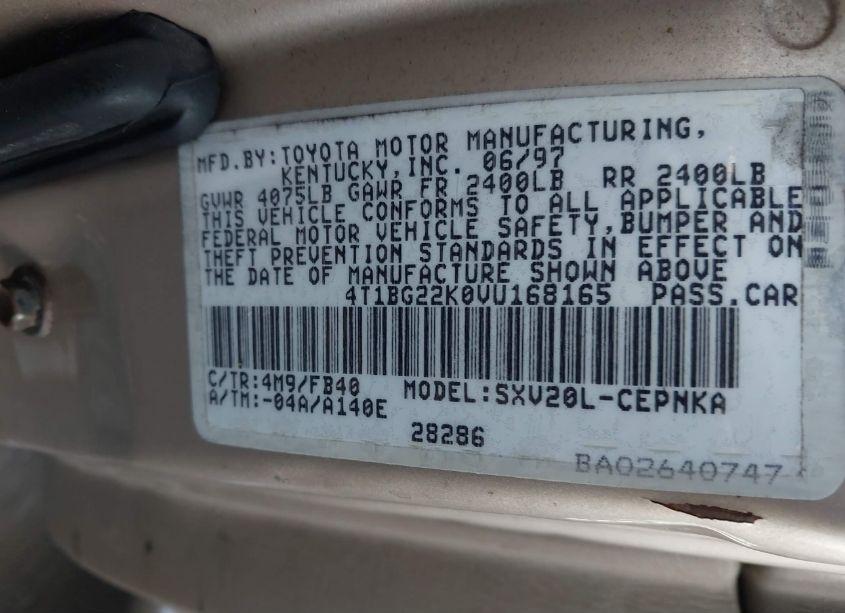 MFD.BY:TOYOTA MOTOR MANUFACTURING,
KENTUCKY,INC. 06/97
GVWR 4075LB GAWR FR 2400LB RR 2400LB
THIS VEHICLE CONFORMS TO ALL APPLICABLE
FEDERAL MOTOR VEHICLE SAFETY,BUMPER AND
THEFT PREVENTION STANDARDS IN EFFECT ON
THE DATE OF MANUFACTURE SHOWN ABOVE
4T1BG22K0VU168165 PASS.CAR
C/TR:4M9/FB40 MODEL:SXV20L-CEPNKA
A/TM:-04A/A140E
28286
BA02640747